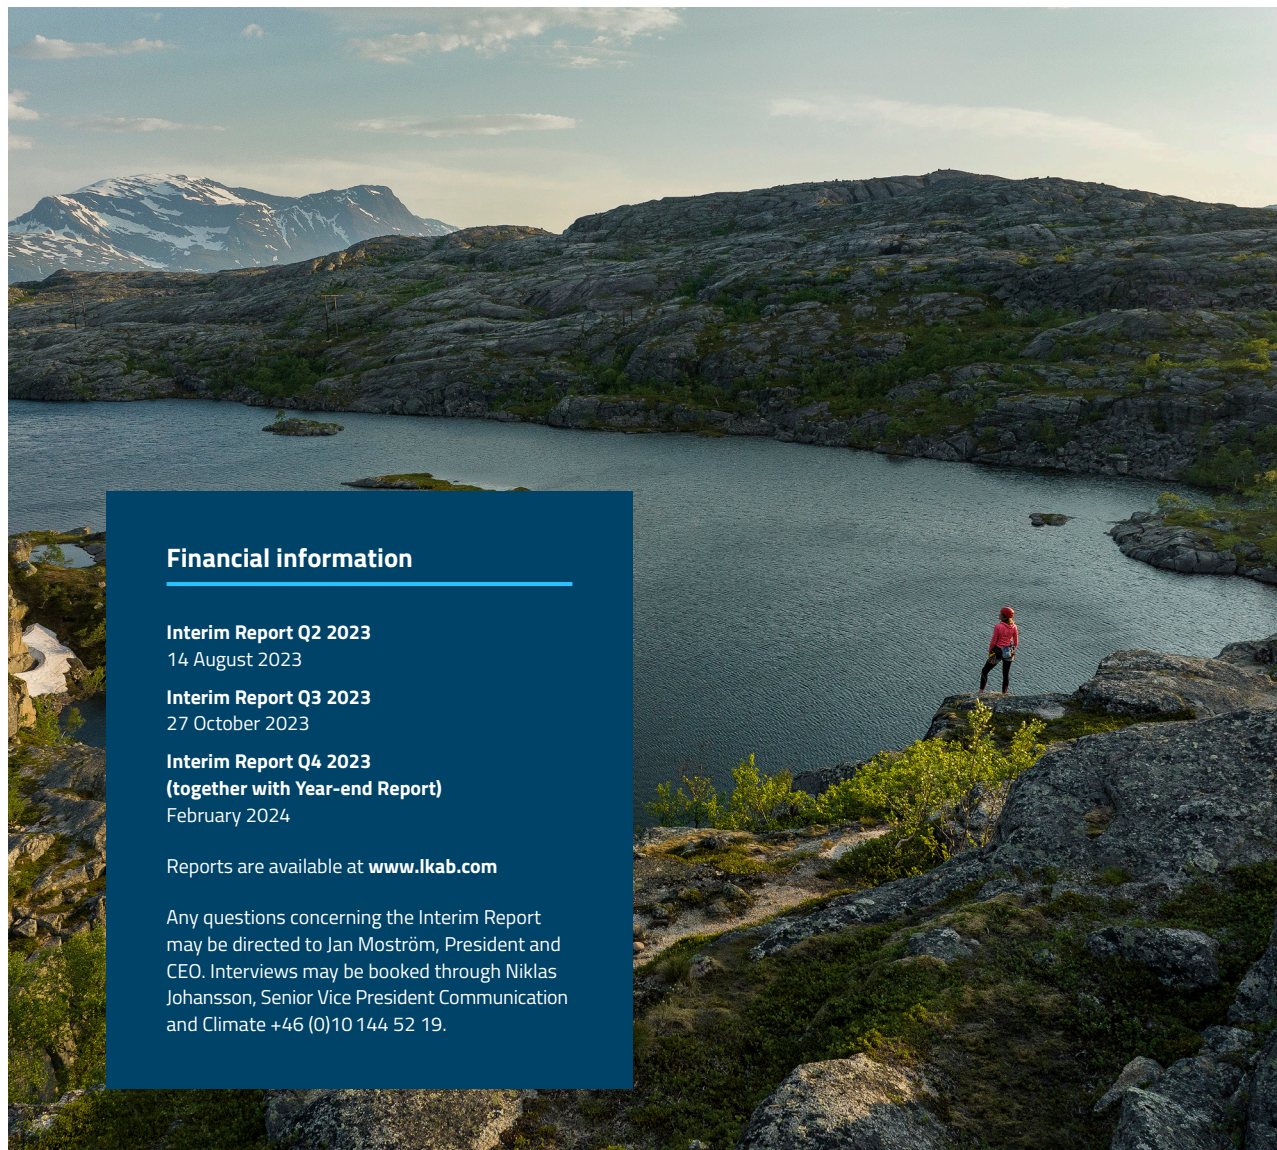 Financial information
Interim Report Q2 2023
14 August 2023
Interim Report Q3 2023
27 October 2023
Interim Report Q4 2023
(together with Year-end Report)
February 2024
Reports are available at www.lkab.com
Any questions concerning the Interim Report
may be directed to Jan Moström, President and
CEO. Interviews may be booked through Niklas
Johansson, Senior Vice President Communication
and Climate +46 (0)10 144 52 19.